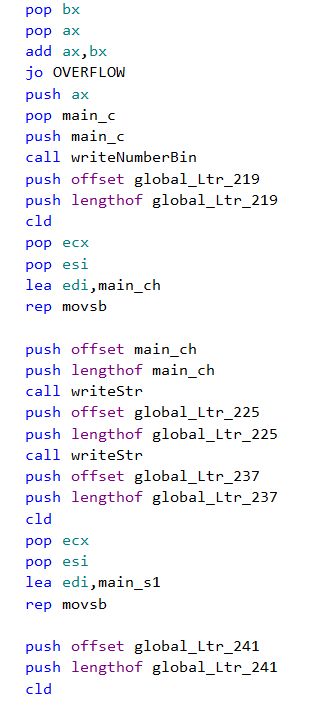 pop bx
pop ax
add ax,bx
jo OVERFLOW
push ax
pop main_c
push main_c
call writeNumberBin
push offset global_Ltr_219
push lengthof global_Ltr_219
cld
pop ecx
pop esi
lea edi,main_ch
rep movsb
push offset main_ch
push lengthof main_ch
call writeStr
push offset global_Ltr_225
push lengthof global_Ltr_225
call writeStr
push offset global_Ltr_237
push lengthof global_Ltr_237
cld
pop ecx
pop esi
lea edi,main_s1
rep movsb
push offset global_Ltr_241
push lengthof global_Ltr_241
cld